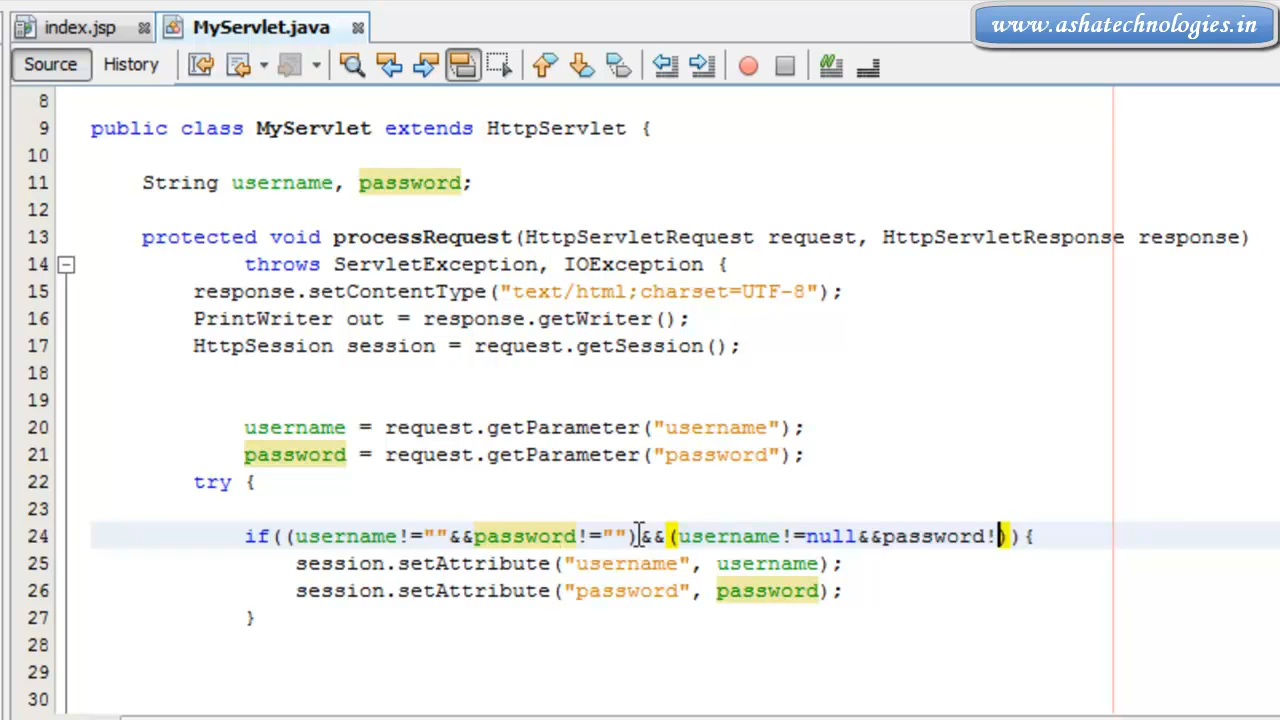 index.jsp MyServlet.java www.ashatechnologies.in
Source History
8
9 public class MyServlet extends HttpServlet {
10
11 String username, password;
12
13 protected void processRequest(HttpServletRequest request, HttpServletResponse response)
14 throws ServletException, IOException {
15 response.setContentType("text/html;charset=UTF-8");
16 PrintWriter out = response.getWriter();
17 HttpSession session = request.getSession();
18
19
20 username = request.getParameter("username");
21 password = request.getParameter("password");
22 try {
23
24 if((username!=""&&password!="")&&(username!=null&&password!)){
25 session.setAttribute("username", username);
26 session.setAttribute("password", password);
27 }
28
29
30